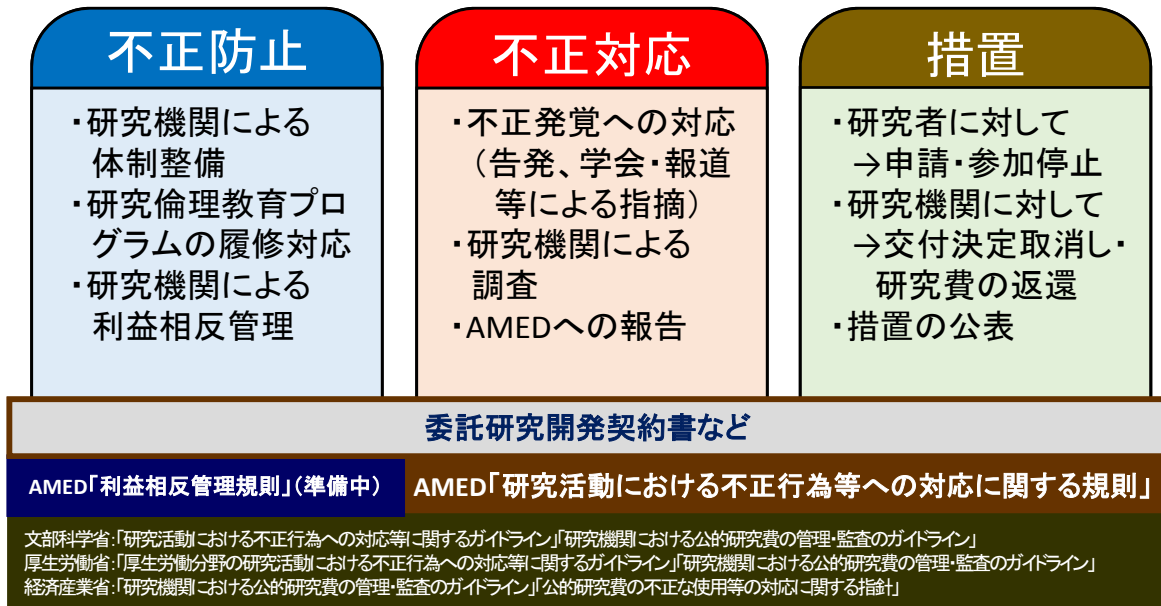 不正防止
・研究機関による
体制整備
・研究倫理教育プロ
グラムの履修対応
・研究機関による
利益相反管理
不正対応
・不正発覚への対応
（告発、学会・報道
等による指摘）
・研究機関による
調査
・AMEDへの報告
措置
・研究者に対して
→申請・参加停止
・研究機関に対して
→交付決定取消し・
研究費の返還
・措置の公表
委託研究開発契約書など
AMED「利益相反管理規則」（準備中）
AMED「研究活動における不正行為等への対応に関する規則」
文部科学省:「研究活動における不正行為への対応等に関するガイドライン」「研究機関における公的研究費の管理・監査のガイドライン」
厚生労働省:「厚生労働分野の研究活動における不正行為への対応等に関するガイドライン」「研究機関における公的研究費の管理・監査のガイドライン」
経済産業省:「研究機関における公的研究費の管理・監査のガイドライン」「公的研究費の不正な使用等の対応に関する指針」